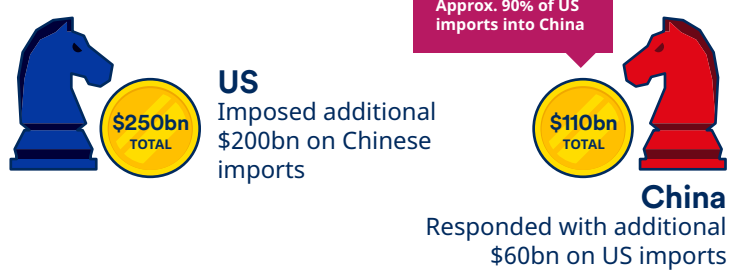 Approx. 90% of US
imports into China
$250bn
TOTAL
US
Imposed additional
$200bn on Chinese
imports
$110bn
TOTAL
China
Responded with additional
$60bn on US imports